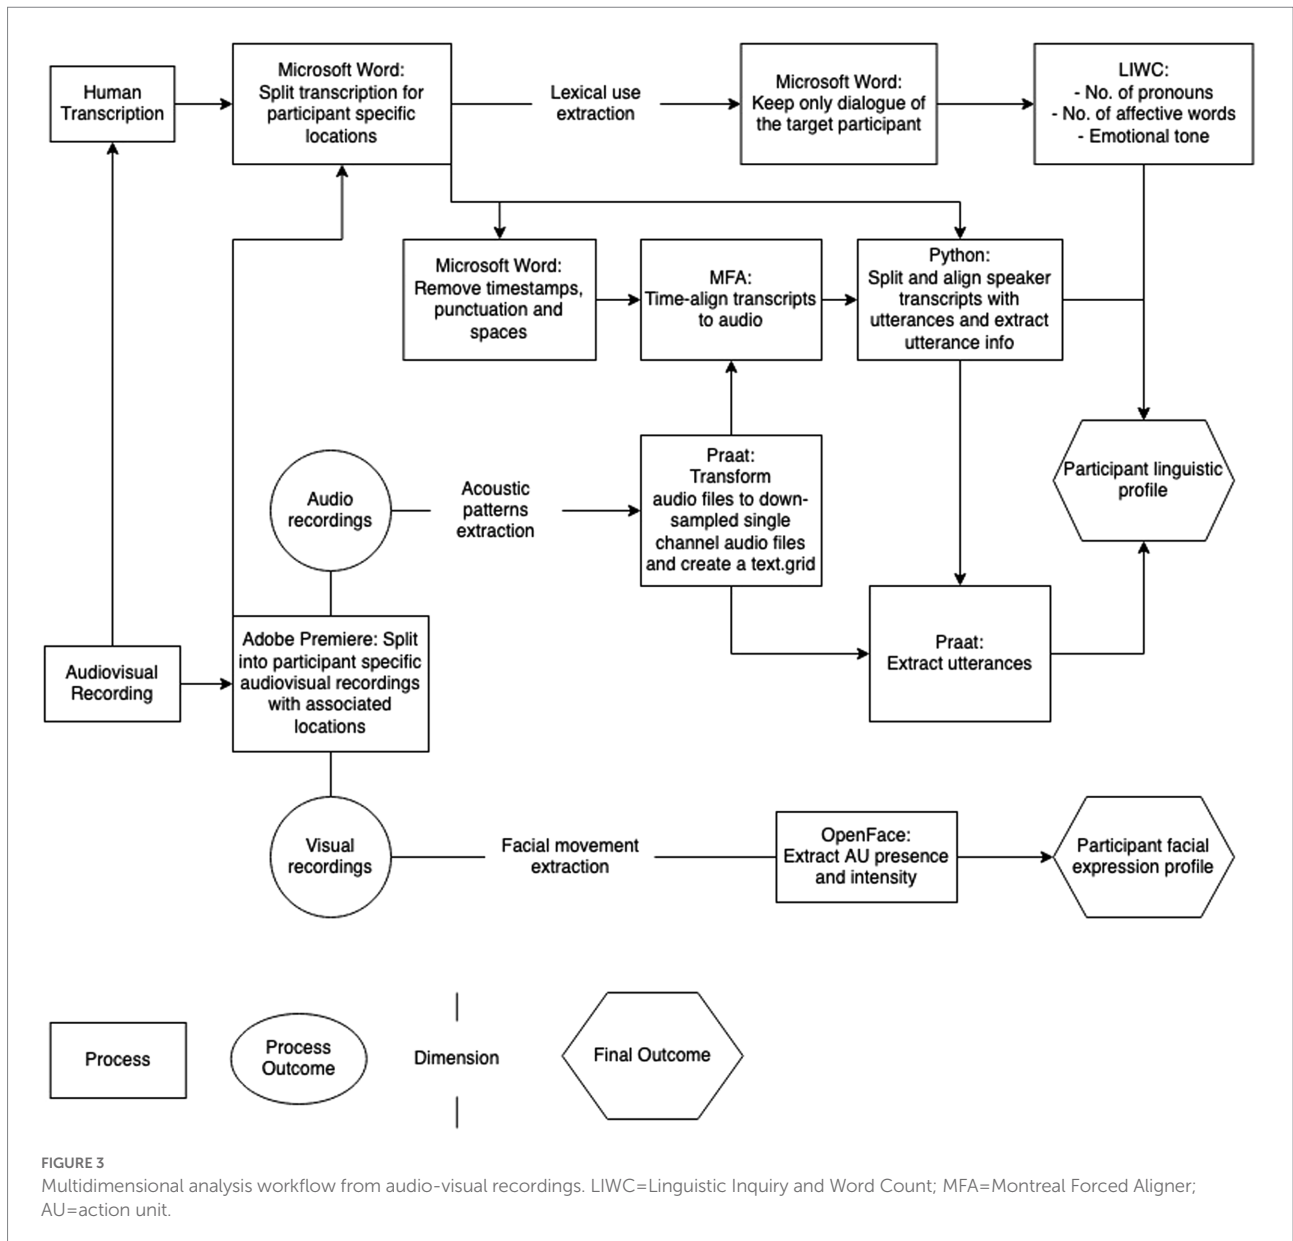 Human
Transcription
Microsoft Word:
Split transcription for
participant specific
locations
Lexical use
extraction
Microsoft Word:
Keep only dialogue of
the target participant
LIWC:
- No. of pronouns
- No. of affective words
- Emotional tone
Microsoft Word:
Remove timestamps,
punctuation and
spaces
MFA:
Time-align transcripts
to audio
Python:
Split and align speaker
transcripts with
utterances and extract
utterance info
Audio
recordings
Acoustic
patterns
extraction
Praat:
Transform
audio files to down-
sampled single
channel audio files
and create a text.grid
Participant linguistic
profile
Audiovisual
Recording
Adobe Premiere: Split
into participant specific
audiovisual recordings
with associated
locations
Praat:
Extract utterances
Visual
recordings
Facial movement
extraction
OpenFace:
Extract AU presence
and intensity
Participant facial
expression profile
Process
Process
Outcome
Dimension
Final Outcome
FIGURE 3
Multidimensional analysis workflow from audio-visual recordings. LIWC=Linguistic Inquiry and Word Count; MFA=Montreal Forced Aligner;
AU=action unit.